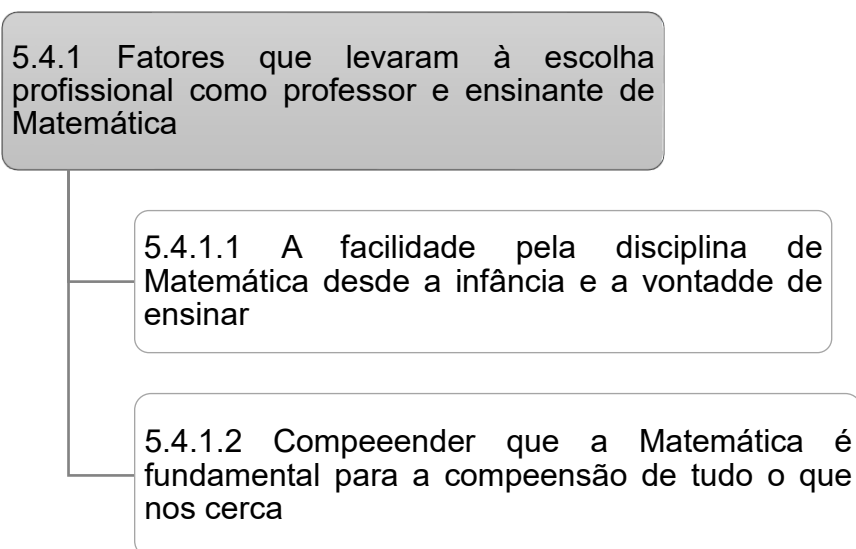 5.4.1 Fatores que levaram à escolha
profissional como professor e ensinante de
Matemática
5.4.1.1 A facilidade pela disciplina de
Matemática desde a infância e a vontadde de
ensinar
5.4.1.2 Compeeender que a Matemática é
fundamental para a compeensão de tudo o que
nos cerca